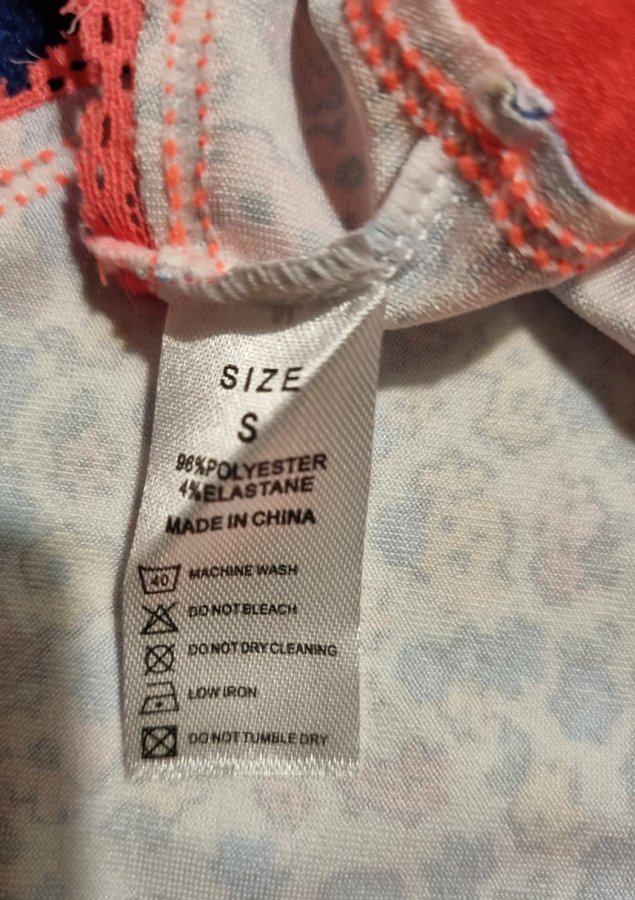 SIZE
S
96%POLYESTER
4%ELASTANE
MADE IN CHINA
40 MACHINE WASH
DO NOT BLEACH
DO NOT DRY CLEANING
LOW IRON
DO NOT TUMBLE DRY